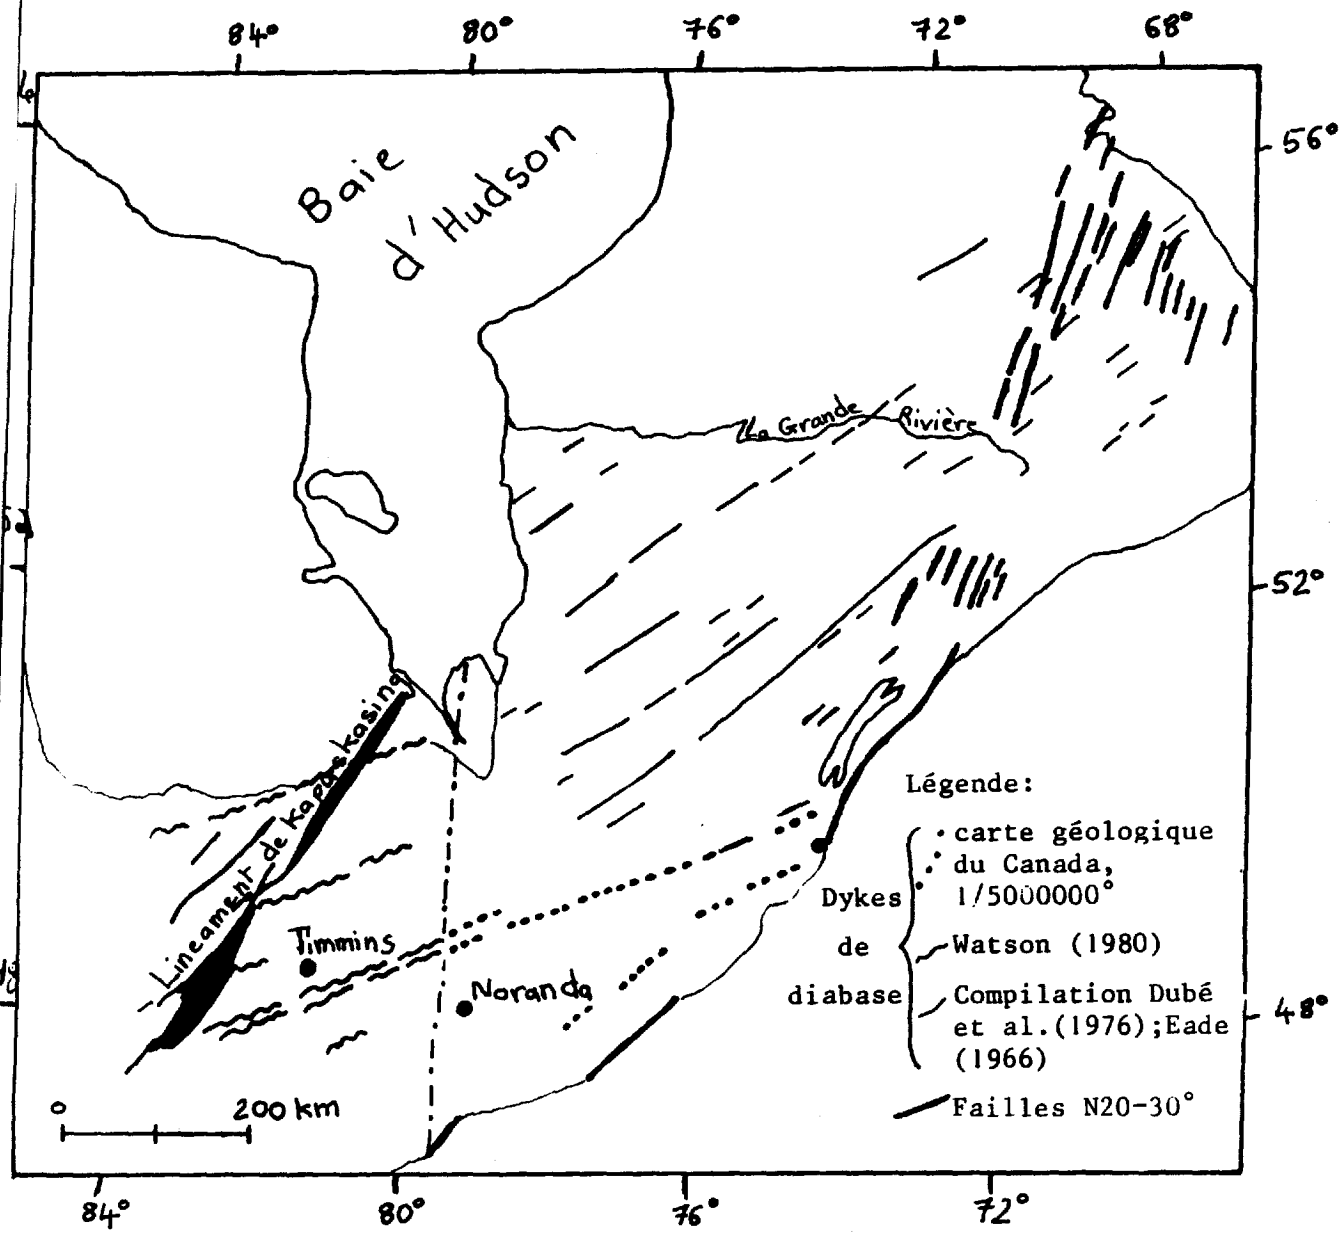 84° 80° 76° 72° 68°
56°
Baie
d'Hudson
La Grande Rivière
52°
Lineament de Kapuskasing
Timmins
Noranda
Légende:
carte géologique
du Canada,
1/5000000°
Dykes
de
diabase
Watson (1980)
Compilation Dubé
et al.(1976);Eade
(1966)
Failles N20-30°
48°
0 200 km
84° 80° 76° 72°